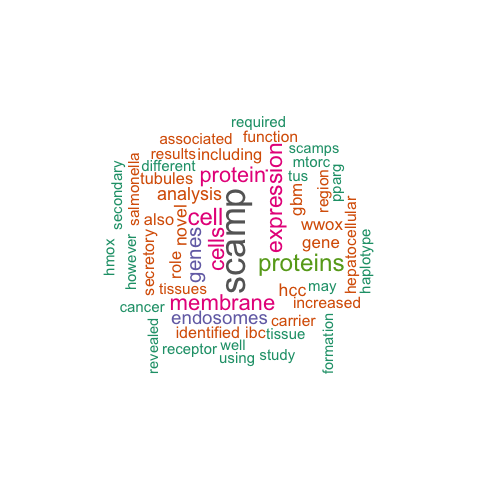 required
associated function
results including scamps
different protein mtorc
secondary salmonella tubules analysis expression tus gbm region pparg
secretory also novel cell scamp wwox hepatocellular haplotype
hmox however role genes cells proteins gene
tissues hcc may
cancer membrane increased
endosomes carrier
revealed identified ibc tissue formation
receptor well
using study